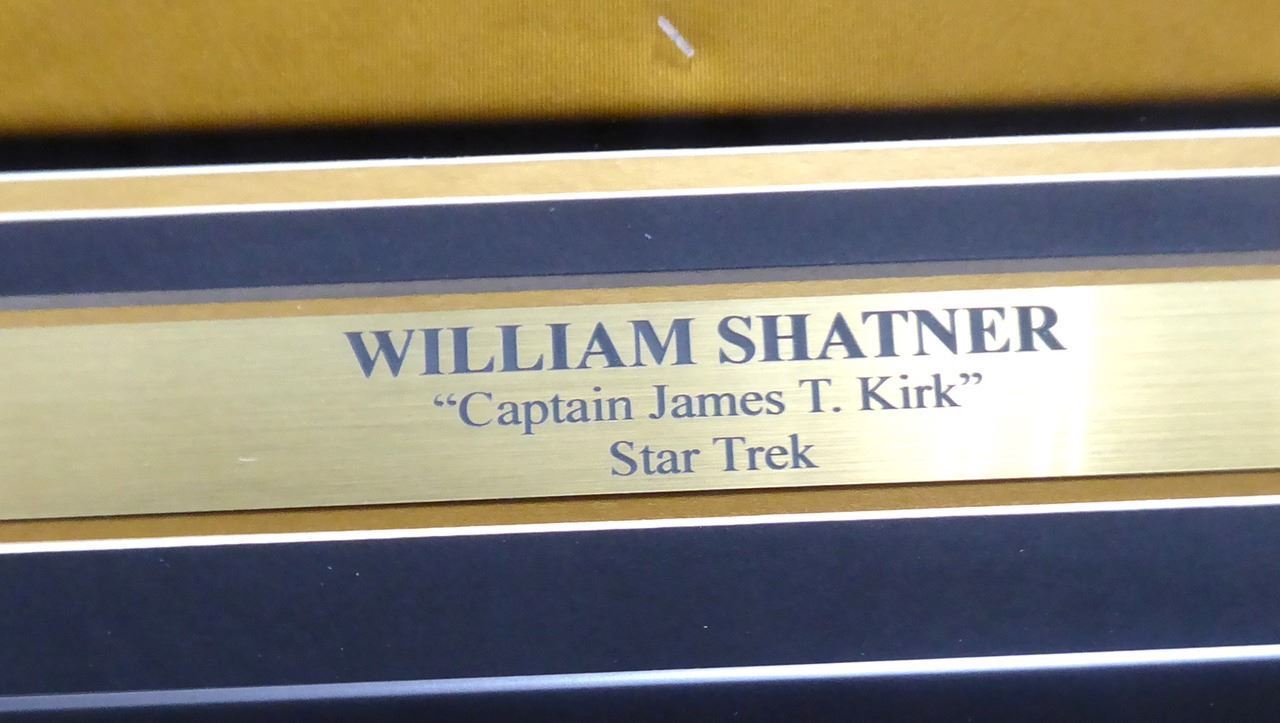 WILLIAM SHATNER
“Captain James T. Kirk”
Star Trek